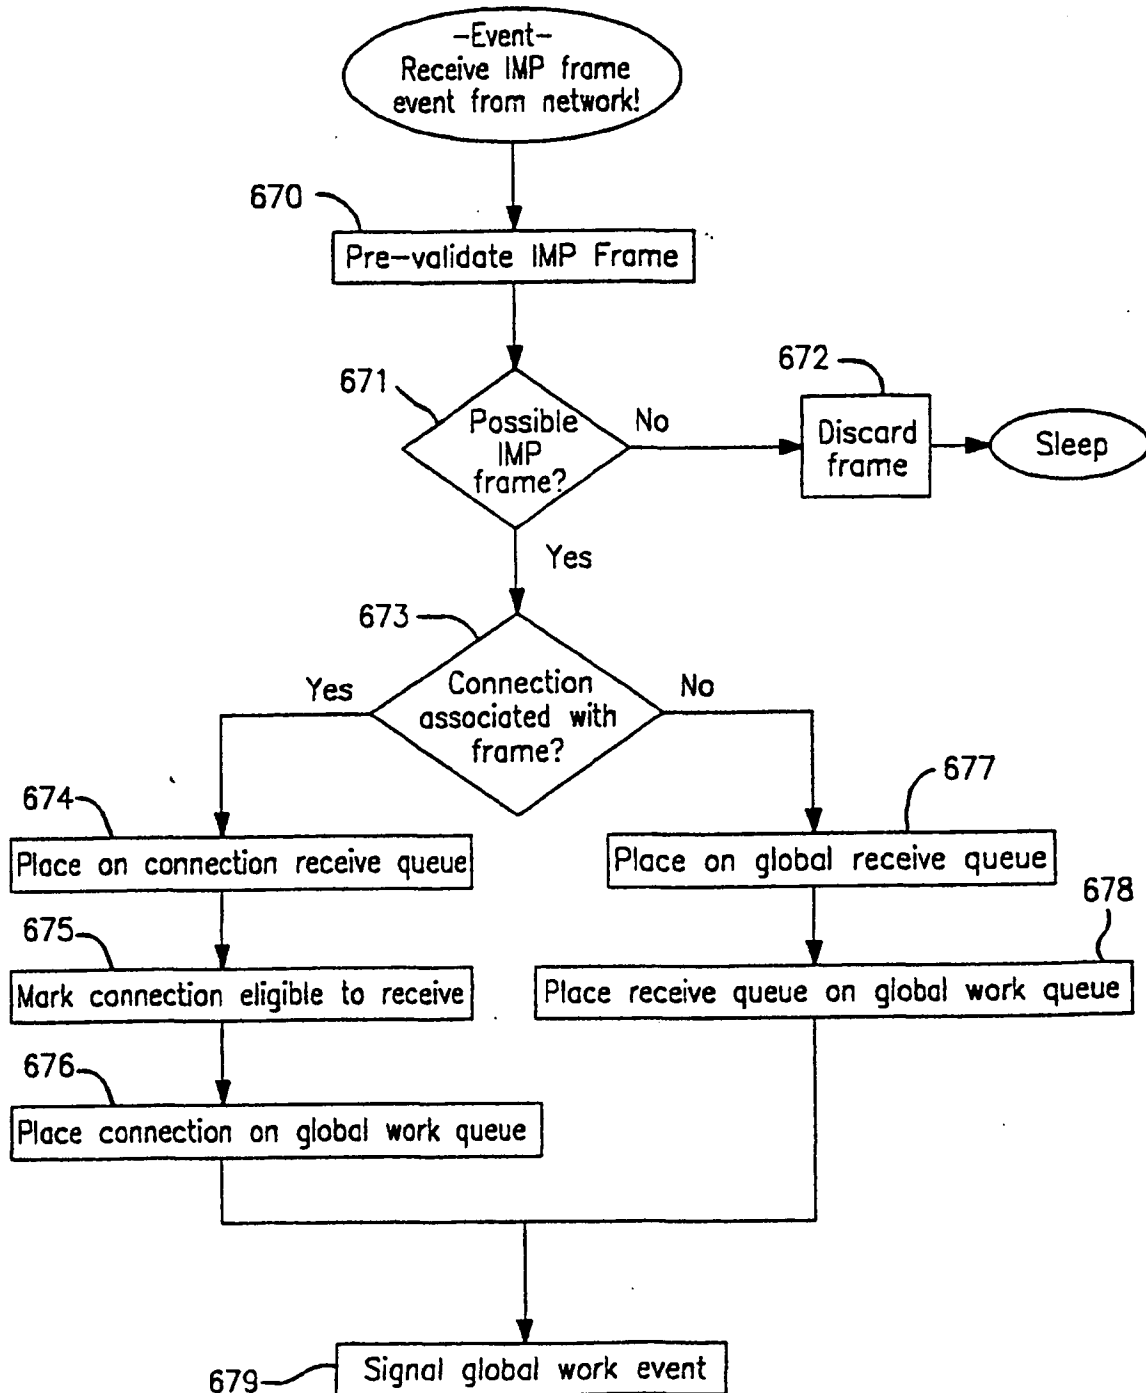 -Event-
Receive IMP frame
event from network!
670
Pre-validate IMP Frame
671
Possible
IMP
frame?
No
672
Discard
frame
Sleep
Yes
673
Connection
associated with
frame?
Yes
No
674
Place on connection receive queue
677
Place on global receive queue
675
Mark connection eligible to receive
678
Place receive queue on global work queue
676
Place connection on global work queue
679
Signal global work event